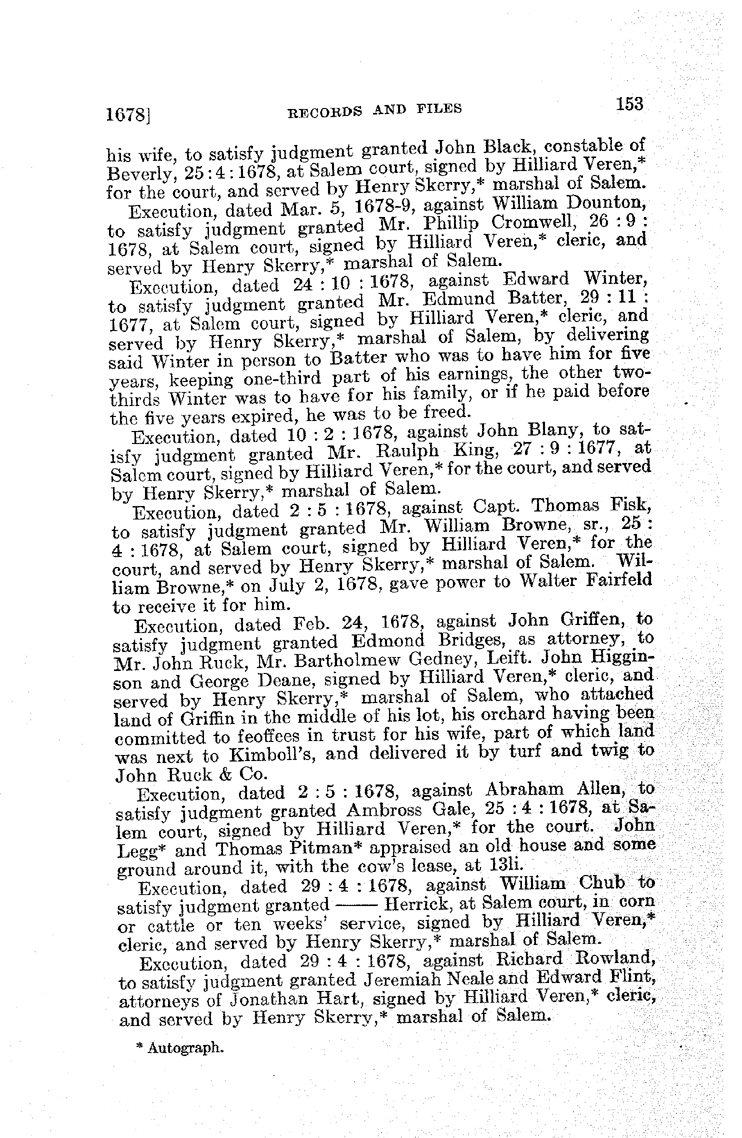 1678]
RECORDS AND FILES
153
his wife, to satisfy judgment granted John Black, constable of
Beverly, 25 : 4 : 1678, at Salem court, signed by Hilliard Veren,*
for the court, and served by Henry Skerry,* marshal of Salem.
Execution, dated Mar. 5, 1678-9, against William Dounton,
to satisfy judgment granted Mr. Phillip Cromwell, 26 : 9 :
1678, at Salem court, signed by Hilliard Veren,* cleric, and
served by Henry Skerry,* marshal of Salem.
Execution, dated 24 : 10 : 1678, against Edward Winter,
to satisfy judgment granted Mr. Edmund Batter, 29 : 11 :
1677, at Salem court, signed by Hilliard Veren,* cleric, and
served by Henry Skerry,* marshal of Salem, by delivering
said Winter in person to Batter who was to have him for five
years, keeping one-third part of his earnings, the other two-
thirds Winter was to have for his family, or if he paid before
the five years expired, he was to be freed.
Execution, dated 10 : 2 : 1678, against John Blany, to sat-
isfy judgment granted Mr. Raulph King, 27 : 9 : 1677, at
Salem court, signed by Hilliard Veren,* for the court, and served
by Henry Skerry,* marshal of Salem.
Execution, dated 2 : 5 : 1678, against Capt. Thomas Fisk,
to satisfy judgment granted Mr. William Browne, sr., 25 :
4 : 1678, at Salem court, signed by Hilliard Veren,* for the
court, and served by Henry Skerry,* marshal of Salem. Wil-
liam Browne,* on July 2, 1678, gave power to Walter Fairfeld
to receive it for him.
Execution, dated Feb. 24, 1678, against John Griffen, to
satisfy judgment granted Edmond Bridges, as attorney, to
Mr. John Ruck, Mr. Bartholmew Gedney, Leift. John Higgin-
son and George Deane, signed by Hilliard Veren,* cleric, and
served by Henry Skerry,* marshal of Salem, who attached
land of Griffin in the middle of his lot, his orchard having been
committed to feoffees in trust for his wife, part of which land
was next to Kimboll's, and delivered it by turf and twig to
John Ruck & Co.
Execution, dated 2 : 5 : 1678, against Abraham Allen, to
satisfy judgment granted Ambross Gale, 25 : 4 : 1678, at Sa-
lem court, signed by Hilliard Veren,* for the court. John
Legg* and Thomas Pitman* appraised an old house and some
ground around it, with the cow's lease, at 13li.
Execution, dated 29 : 4 : 1678, against William Chub to
satisfy judgment granted —— Herrick, at Salem court, in corn
or cattle or ten weeks' service, signed by Hilliard Veren,*
cleric, and served by Henry Skerry,* marshal of Salem.
Execution, dated 29 : 4 : 1678, against Richard Rowland,
to satisfy judgment granted Jeremiah Neale and Edward Flint,
attorneys of Jonathan Hart, signed by Hilliard Veren,* cleric,
and served by Henry Skerry,* marshal of Salem.
* Autograph.